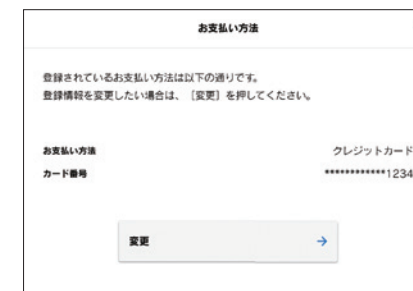 お支払い方法
登録されているお支払い方法は以下の通りです。
登録情報を変更したい場合は、［変更］を押してください。
お支払い方法 クレジットカード
カード番号 ************1234
変更 →